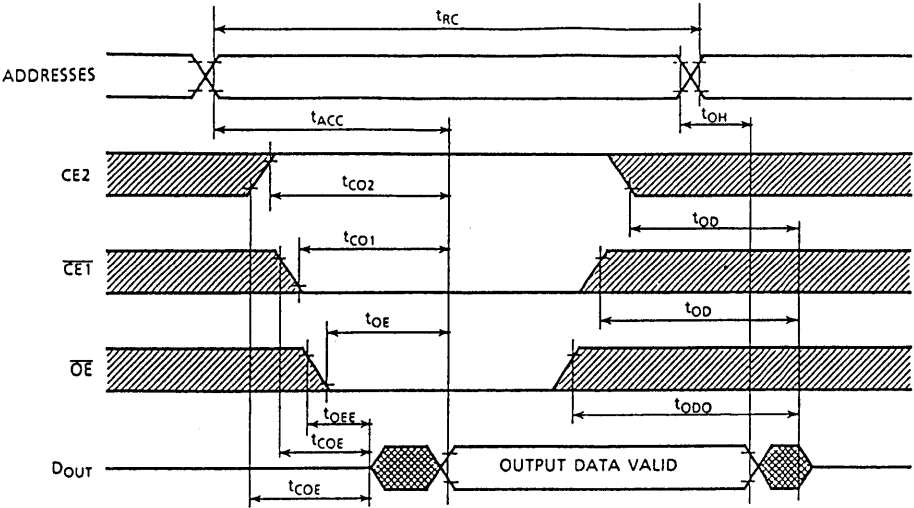 tRC
ADDRESSES
tACC
tOH
CE2
tCO2
tOD
tCO1
CE1
tOD
tOE
OE
tOEE
tODO
tCOE
DOUT
OUTPUT DATA VALID
tCOE